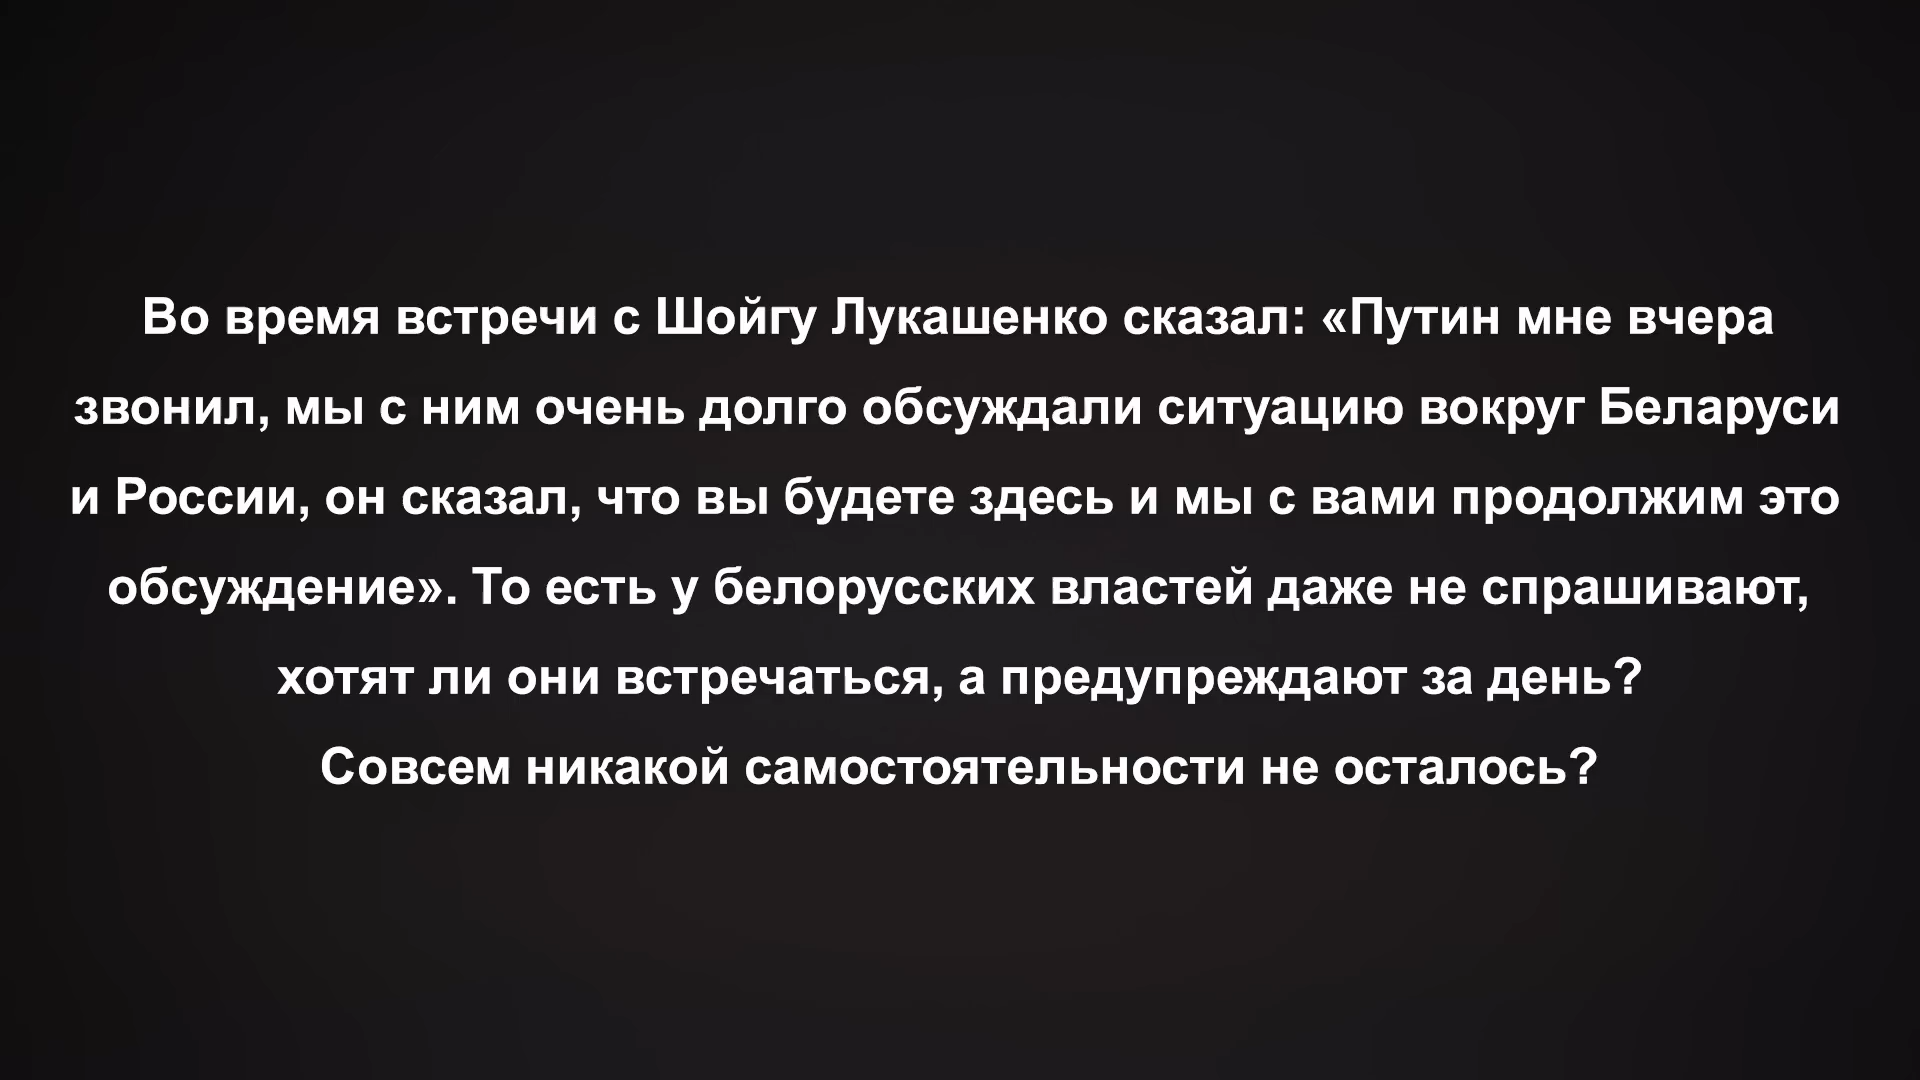 Во время встречи с Шойгу Лукашенко сказал: «Путин мне вчера
звонил, мы с ним очень долго обсуждали ситуацию вокруг Беларуси
и России, он сказал, что вы будете здесь и мы с вами продолжим это
обсуждение». То есть у белорусских властей даже не спрашивают,
хотят ли они встречаться, а предупреждают за день?
Совсем никакой самостоятельности не осталось?